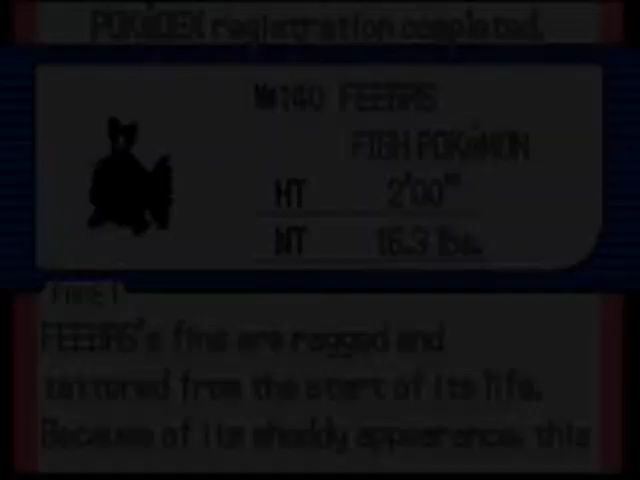 POKéDEX registration completed.
№140 FEEBAS
FISH POKéMON
HT 2'00"
WT 16.3 lbs.
PAGE 1
FEEBAS's fins are ragged and
tattered from the start of its life.
Because of its shoddy appearance, this